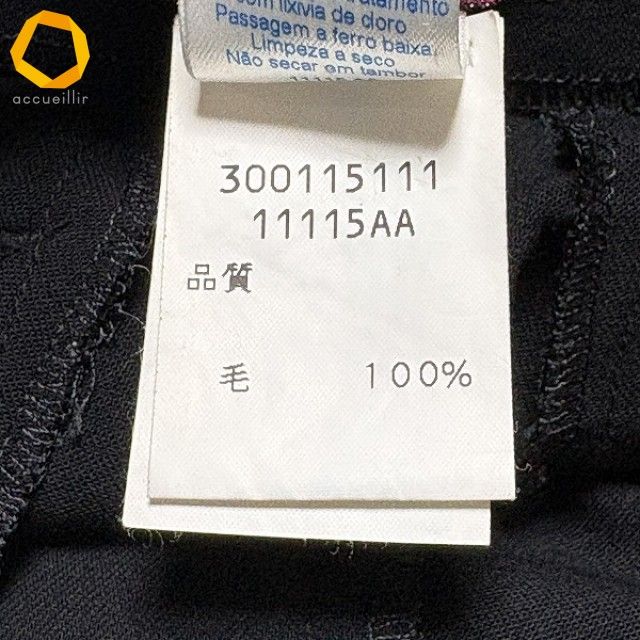 accueillir
com lixivia de cloro
Passagem a ferro baixa:
Limpeza a seco
Não secar em tambor
300115111
11115AA
品質
毛 100%